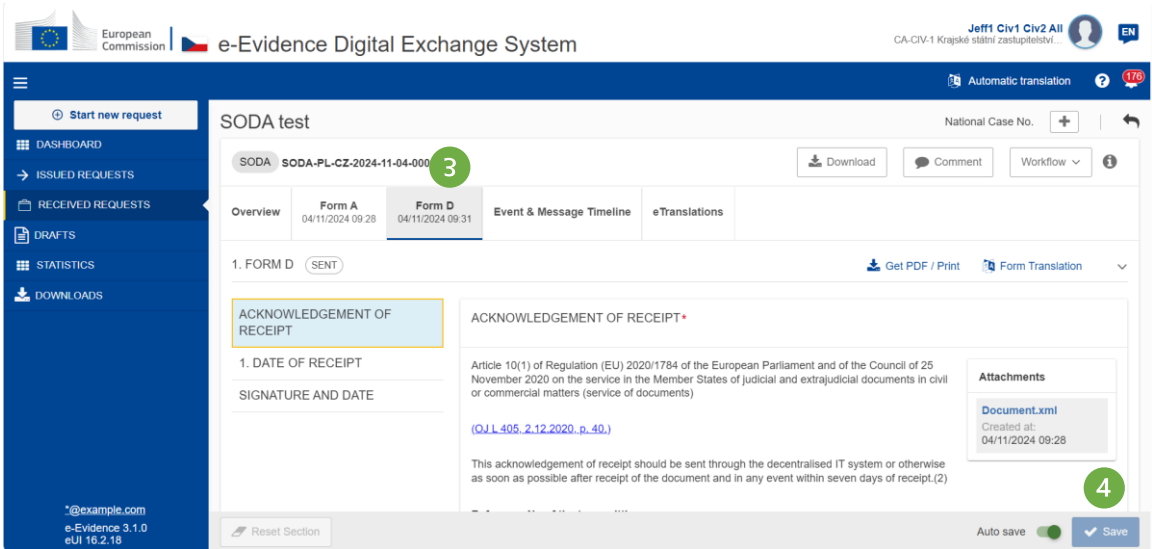 European
Commission
e-Evidence Digital Exchange System
Jeff1 Civ1 Civ2 All
CA-CIV-1 Krajské státní zastupitelství...
EN
Automatic translation
?
176
Start new request
DASHBOARD
ISSUED REQUESTS
RECEIVED REQUESTS
DRAFTS
STATISTICS
DOWNLOADS
*@example.com
e-Evidence 3.1.0
eUI 16.2.18
SODA test
National Case No.
+
SODA SODA-PL-CZ-2024-11-04-000
3
Download
Comment
Workflow
Overview
Form A
04/11/2024 09:28
Form D
04/11/2024 09:31
Event & Message Timeline
eTranslations
1. FORM D SENT
Get PDF / Print
Form Translation
ACKNOWLEDGEMENT OF
RECEIPT
1. DATE OF RECEIPT
SIGNATURE AND DATE
ACKNOWLEDGEMENT OF RECEIPT*
Article 10(1) of Regulation (EU) 2020/1784 of the European Parliament and of the Council of 25
November 2020 on the service in the Member States of judicial and extrajudicial documents in civil
or commercial matters (service of documents)
(OJ L 405, 2.12.2020, p. 40.)
This acknowledgement of receipt should be sent through the decentralised IT system or otherwise
as soon as possible after receipt of the document and in any event within seven days of receipt.(2)
Attachments
Document.xml
Created at:
04/11/2024 09:28
4
Reset Section
Auto save
Save